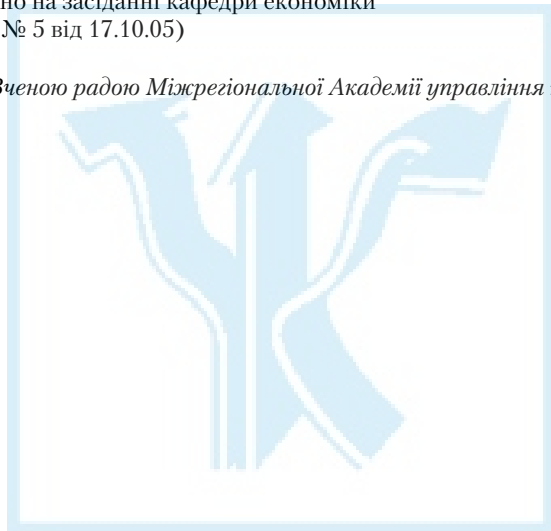 но на засіданні кафедри економіки
№ 5 від 17.10.05)
Вченою радою Міжрегіональної Академії управління